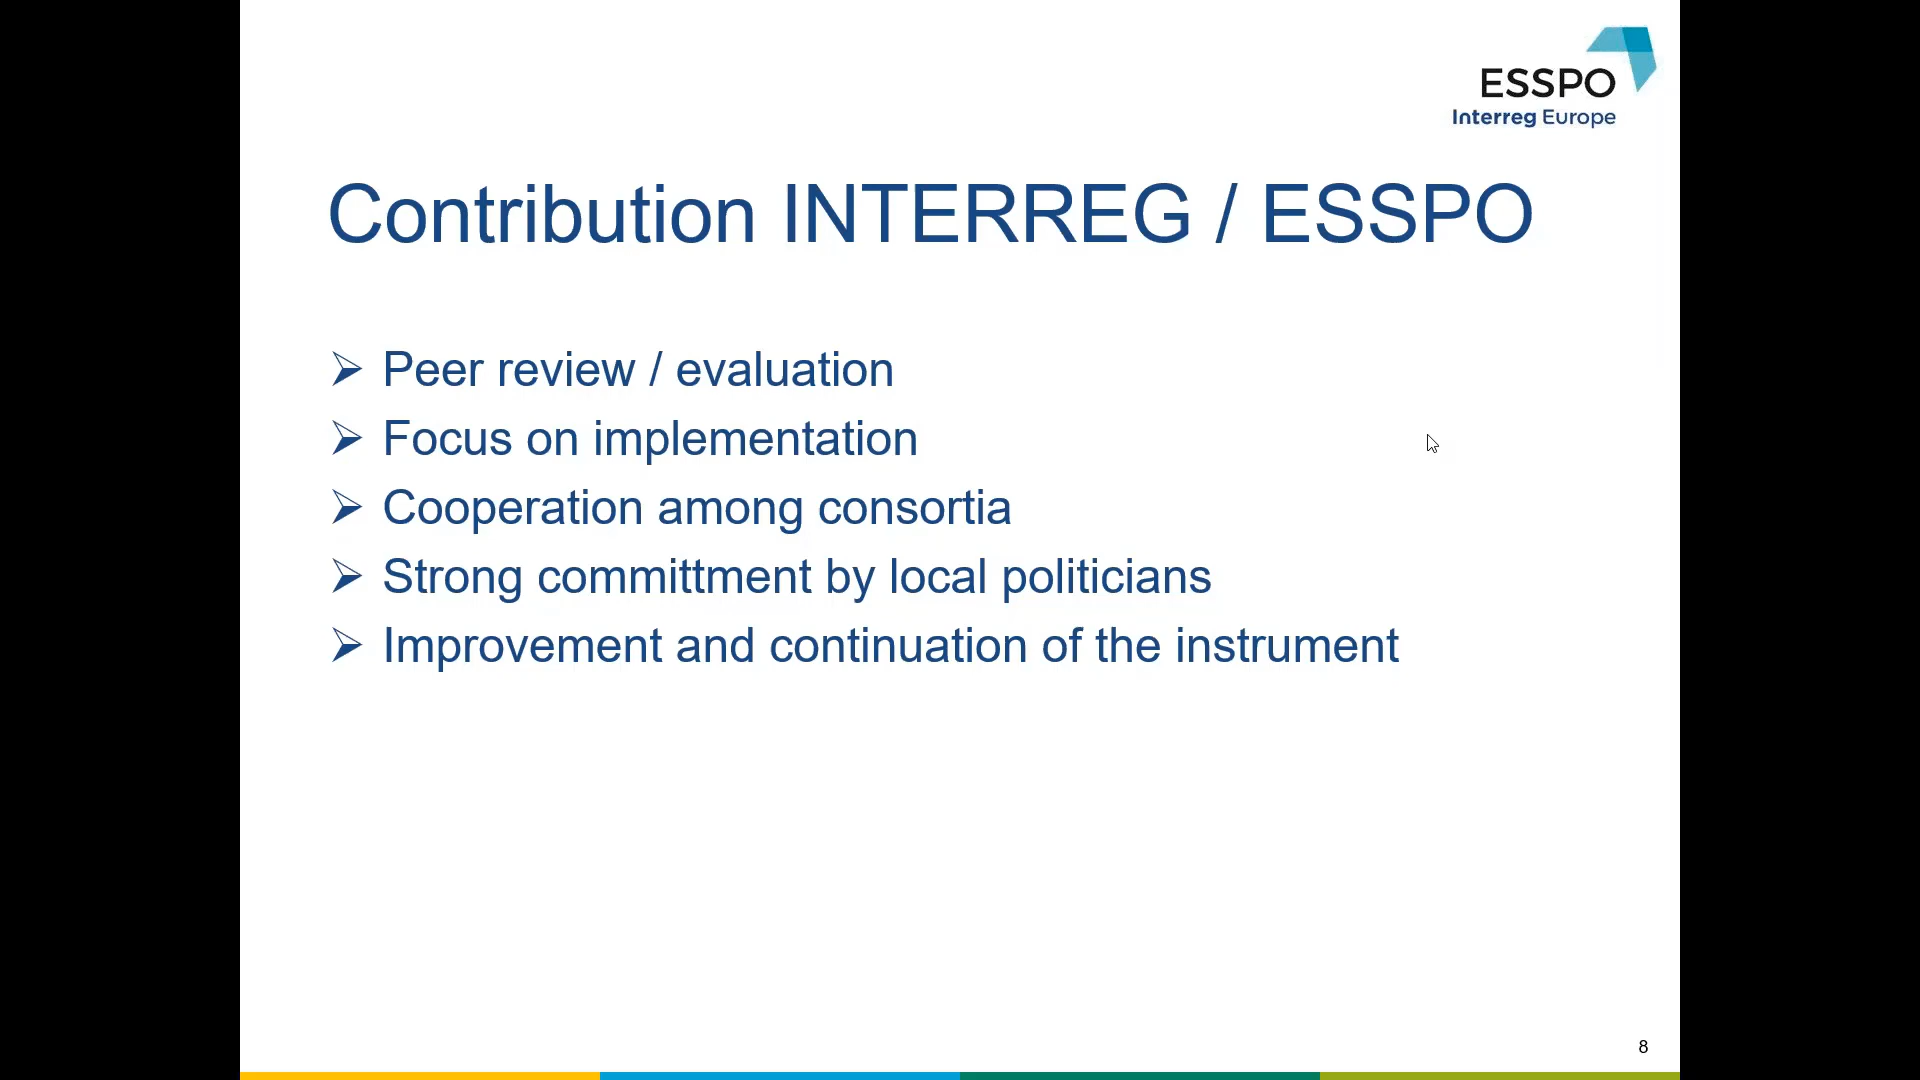 ESSPO
Interreg Europe
Contribution INTERREG / ESSPO
Peer review / evaluation
Focus on implementation
Cooperation among consortia
Strong committment by local politicians
Improvement and continuation of the instrument
8